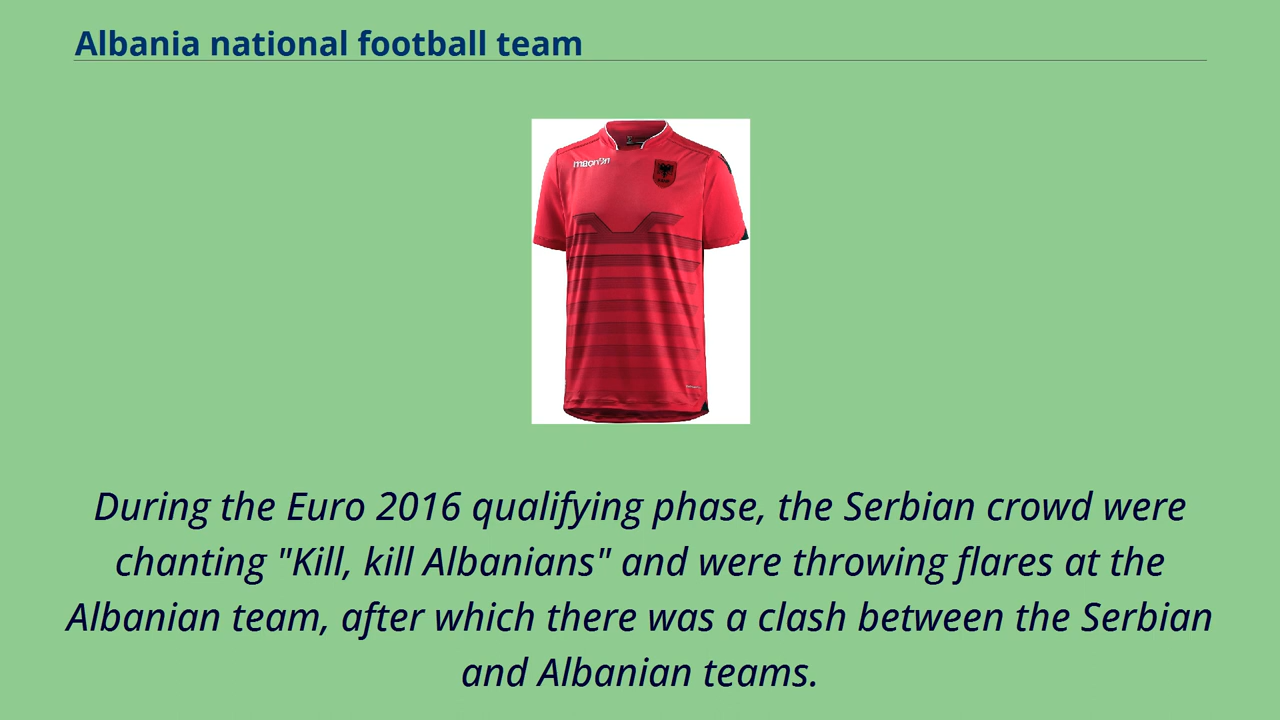 Albania national football team
macron
During the Euro 2016 qualifying phase, the Serbian crowd were
chanting "Kill, kill Albanians" and were throwing flares at the
Albanian team, after which there was a clash between the Serbian
and Albanian teams.